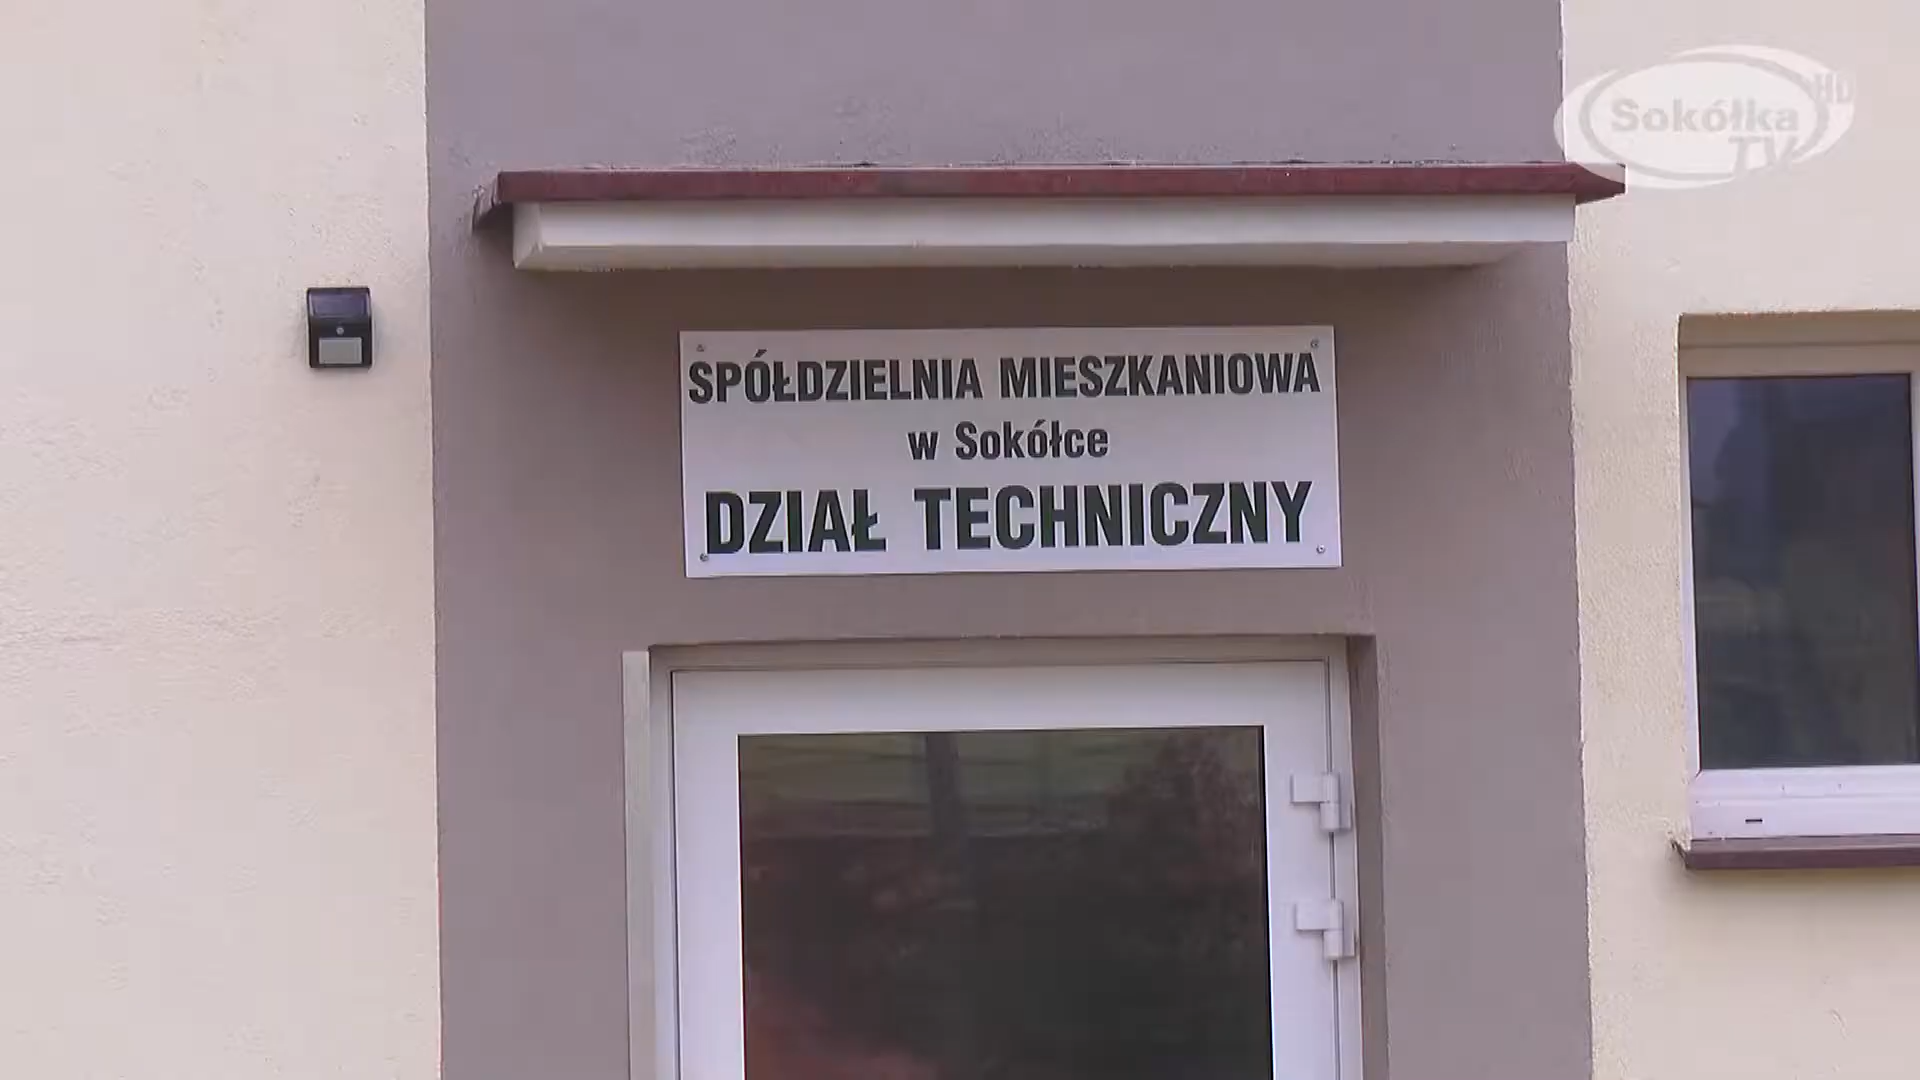 Sokółka HD
TV
SPÓŁDZIELNIA MIESZKANIOWA
w Sokółce
DZIAŁ TECHNICZNY